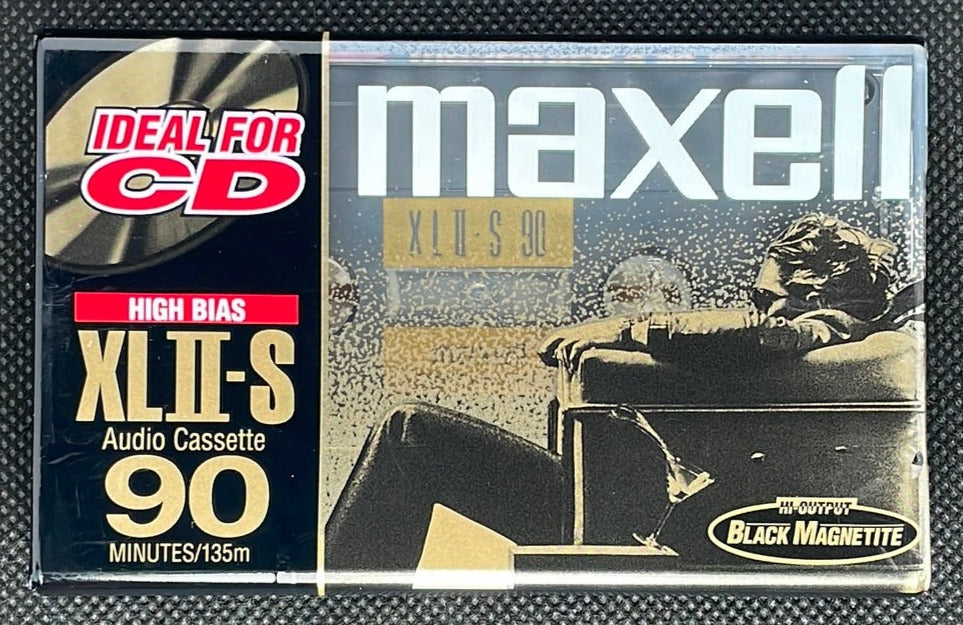 IDEAL FOR
CD
maxell
XLII-S 90
HIGH BIAS
XLII-S
Audio Cassette
90
MINUTES/135m
HI-OUTPUT
BLACK MAGNETITE